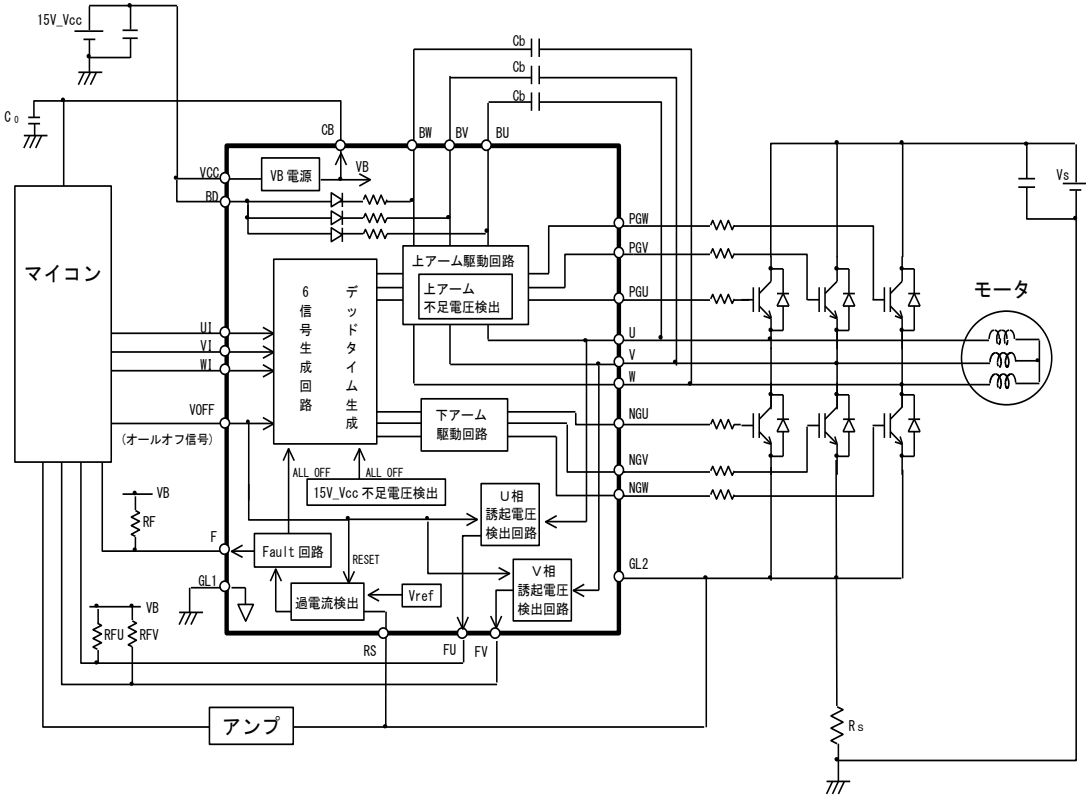 15V_Vcc
Cb
Cb
Cb
C₀
CB
BW
BV
BU
VCC
VB 電源
VB
Vs
BD
PGW
PGV
PGU
マイコン
上アーム駆動回路
上アーム
不足電圧検出
モータ
6信号生成回路
デッドタイム生成
UI
VI
WI
U
V
W
VOFF
(オールオフ信号)
下アーム
駆動回路
NGU
NGV
NGW
ALL OFF
ALL OFF
15V_Vcc 不足電圧検出
VB
RF
U相
誘起電圧
検出回路
F
Fault 回路
RESET
GL1
GL2
V相
誘起電圧
検出回路
過電流検出
Vref
VB
RFU
RFV
RS
FU
FV
アンプ
Rs